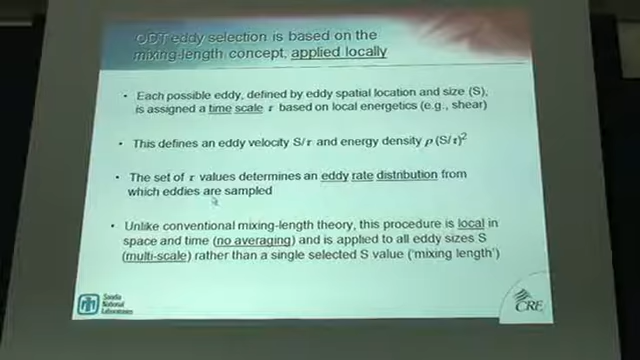 ODT eddy selection is based on the
mixing-length concept, applied locally
• Each possible eddy, defined by eddy spatial location and size (S),
is assigned a time scale τ based on local energetics (e.g., shear)
• This defines an eddy velocity S/τ and energy density ρ (S/τ)²
• The set of τ values determines an eddy rate distribution from
which eddies are sampled
• Unlike conventional mixing-length theory, this procedure is local in
space and time (no averaging) and is applied to all eddy sizes S
(multi-scale) rather than a single selected S value ('mixing length')
Sandia
National
Laboratories
CRE